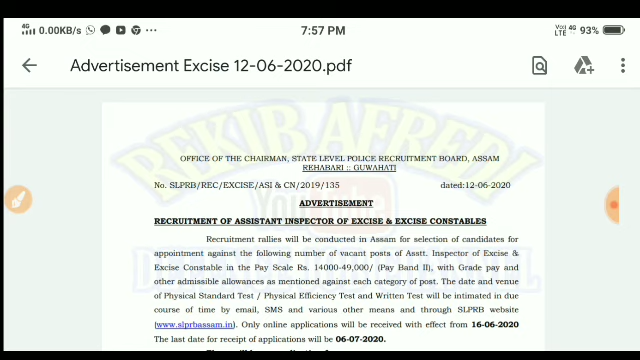 4G 0.00KB/s ... 7:57 PM Vo)) LTE 4G 93%
Advertisement Excise 12-06-2020.pdf
REKIB AFREDI
OFFICE OF THE CHAIRMAN, STATE LEVEL POLICE RECRUITMENT BOARD, ASSAM
REHABARI :: GUWAHATI
No. SLPRB/REC/EXCISE/ASI & CN/2019/135 dated:12-06-2020
ADVERTISEMENT
RECRUITMENT OF ASSISTANT INSPECTOR OF EXCISE & EXCISE CONSTABLES
Recruitment rallies will be conducted in Assam for selection of candidates for
appointment against the following number of vacant posts of Asstt. Inspector of Excise &
Excise Constable in the Pay Scale Rs. 14000-49,000/ (Pay Band II), with Grade pay and
other admissible allowances as mentioned against each category of post. The date and venue
of Physical Standard Test / Physical Efficiency Test and Written Test will be intimated in due
course of time by email, SMS and various other means and through SLPRB website
(www.slprbassam.in). Only online applications will be received with effect from 16-06-2020
The last date for receipt of applications will be 06-07-2020.